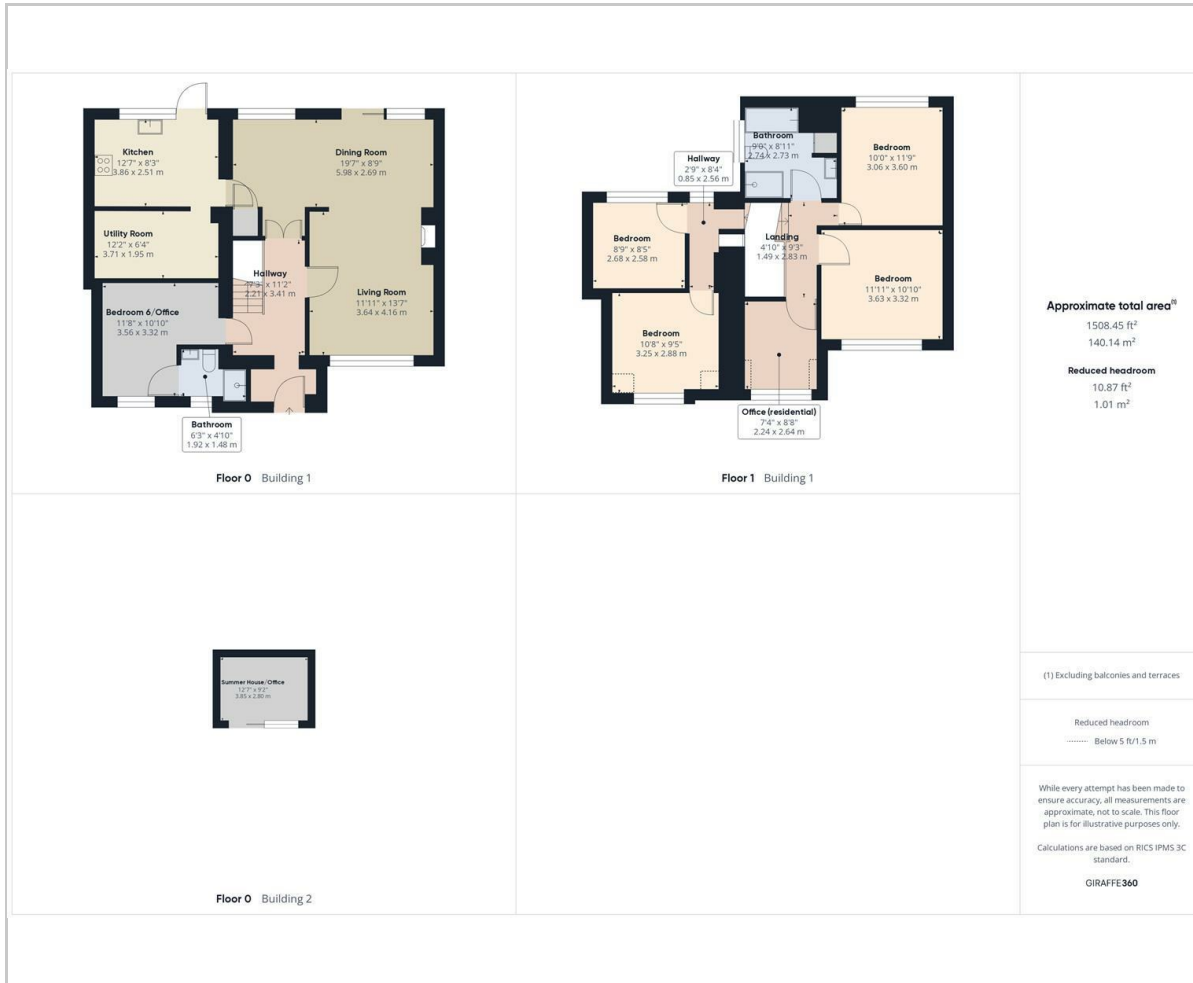 Kitchen
12'7" x 8'3"
3.86 x 2.51 m
Dining Room
19'7" x 8'9"
5.98 x 2.69 m
Utility Room
12'2" x 6'4"
3.71 x 1.95 m
Hallway
7'3" x 11'2"
2.21 x 3.41 m
Living Room
11'11" x 13'7"
3.64 x 4.16 m
Bedroom 6/Office
11'8" x 10'10"
3.56 x 3.32 m
Bathroom
6'3" x 4'10"
1.92 x 1.48 m
Floor 0 Building 1
Bathroom
9'0" x 8'11"
2.74 x 2.73 m
Bedroom
10'0" x 11'9"
3.06 x 3.60 m
Hallway
2'9" x 8'4"
0.85 x 2.56 m
Bedroom
8'9" x 8'5"
2.68 x 2.58 m
Landing
4'10" x 9'3"
1.49 x 2.83 m
Bedroom
11'11" x 10'10"
3.63 x 3.32 m
Bedroom
10'8" x 9'5"
3.25 x 2.88 m
Office (residential)
7'4" x 8'8"
2.24 x 2.64 m
Floor 1 Building 1
Summer House/Office
12'7" x 9'2"
3.85 x 2.80 m
Floor 0 Building 2
Approximate total area(1)
1508.45 ft²
140.14 m²
Reduced headroom
10.87 ft²
1.01 m²
(1) Excluding balconies and terraces
Reduced headroom
Below 5 ft/1.5 m
While every attempt has been made to
ensure accuracy, all measurements are
approximate, not to scale. This floor
plan is for illustrative purposes only.
Calculations are based on RICS IPMS 3C
standard.
GIRAFFE360